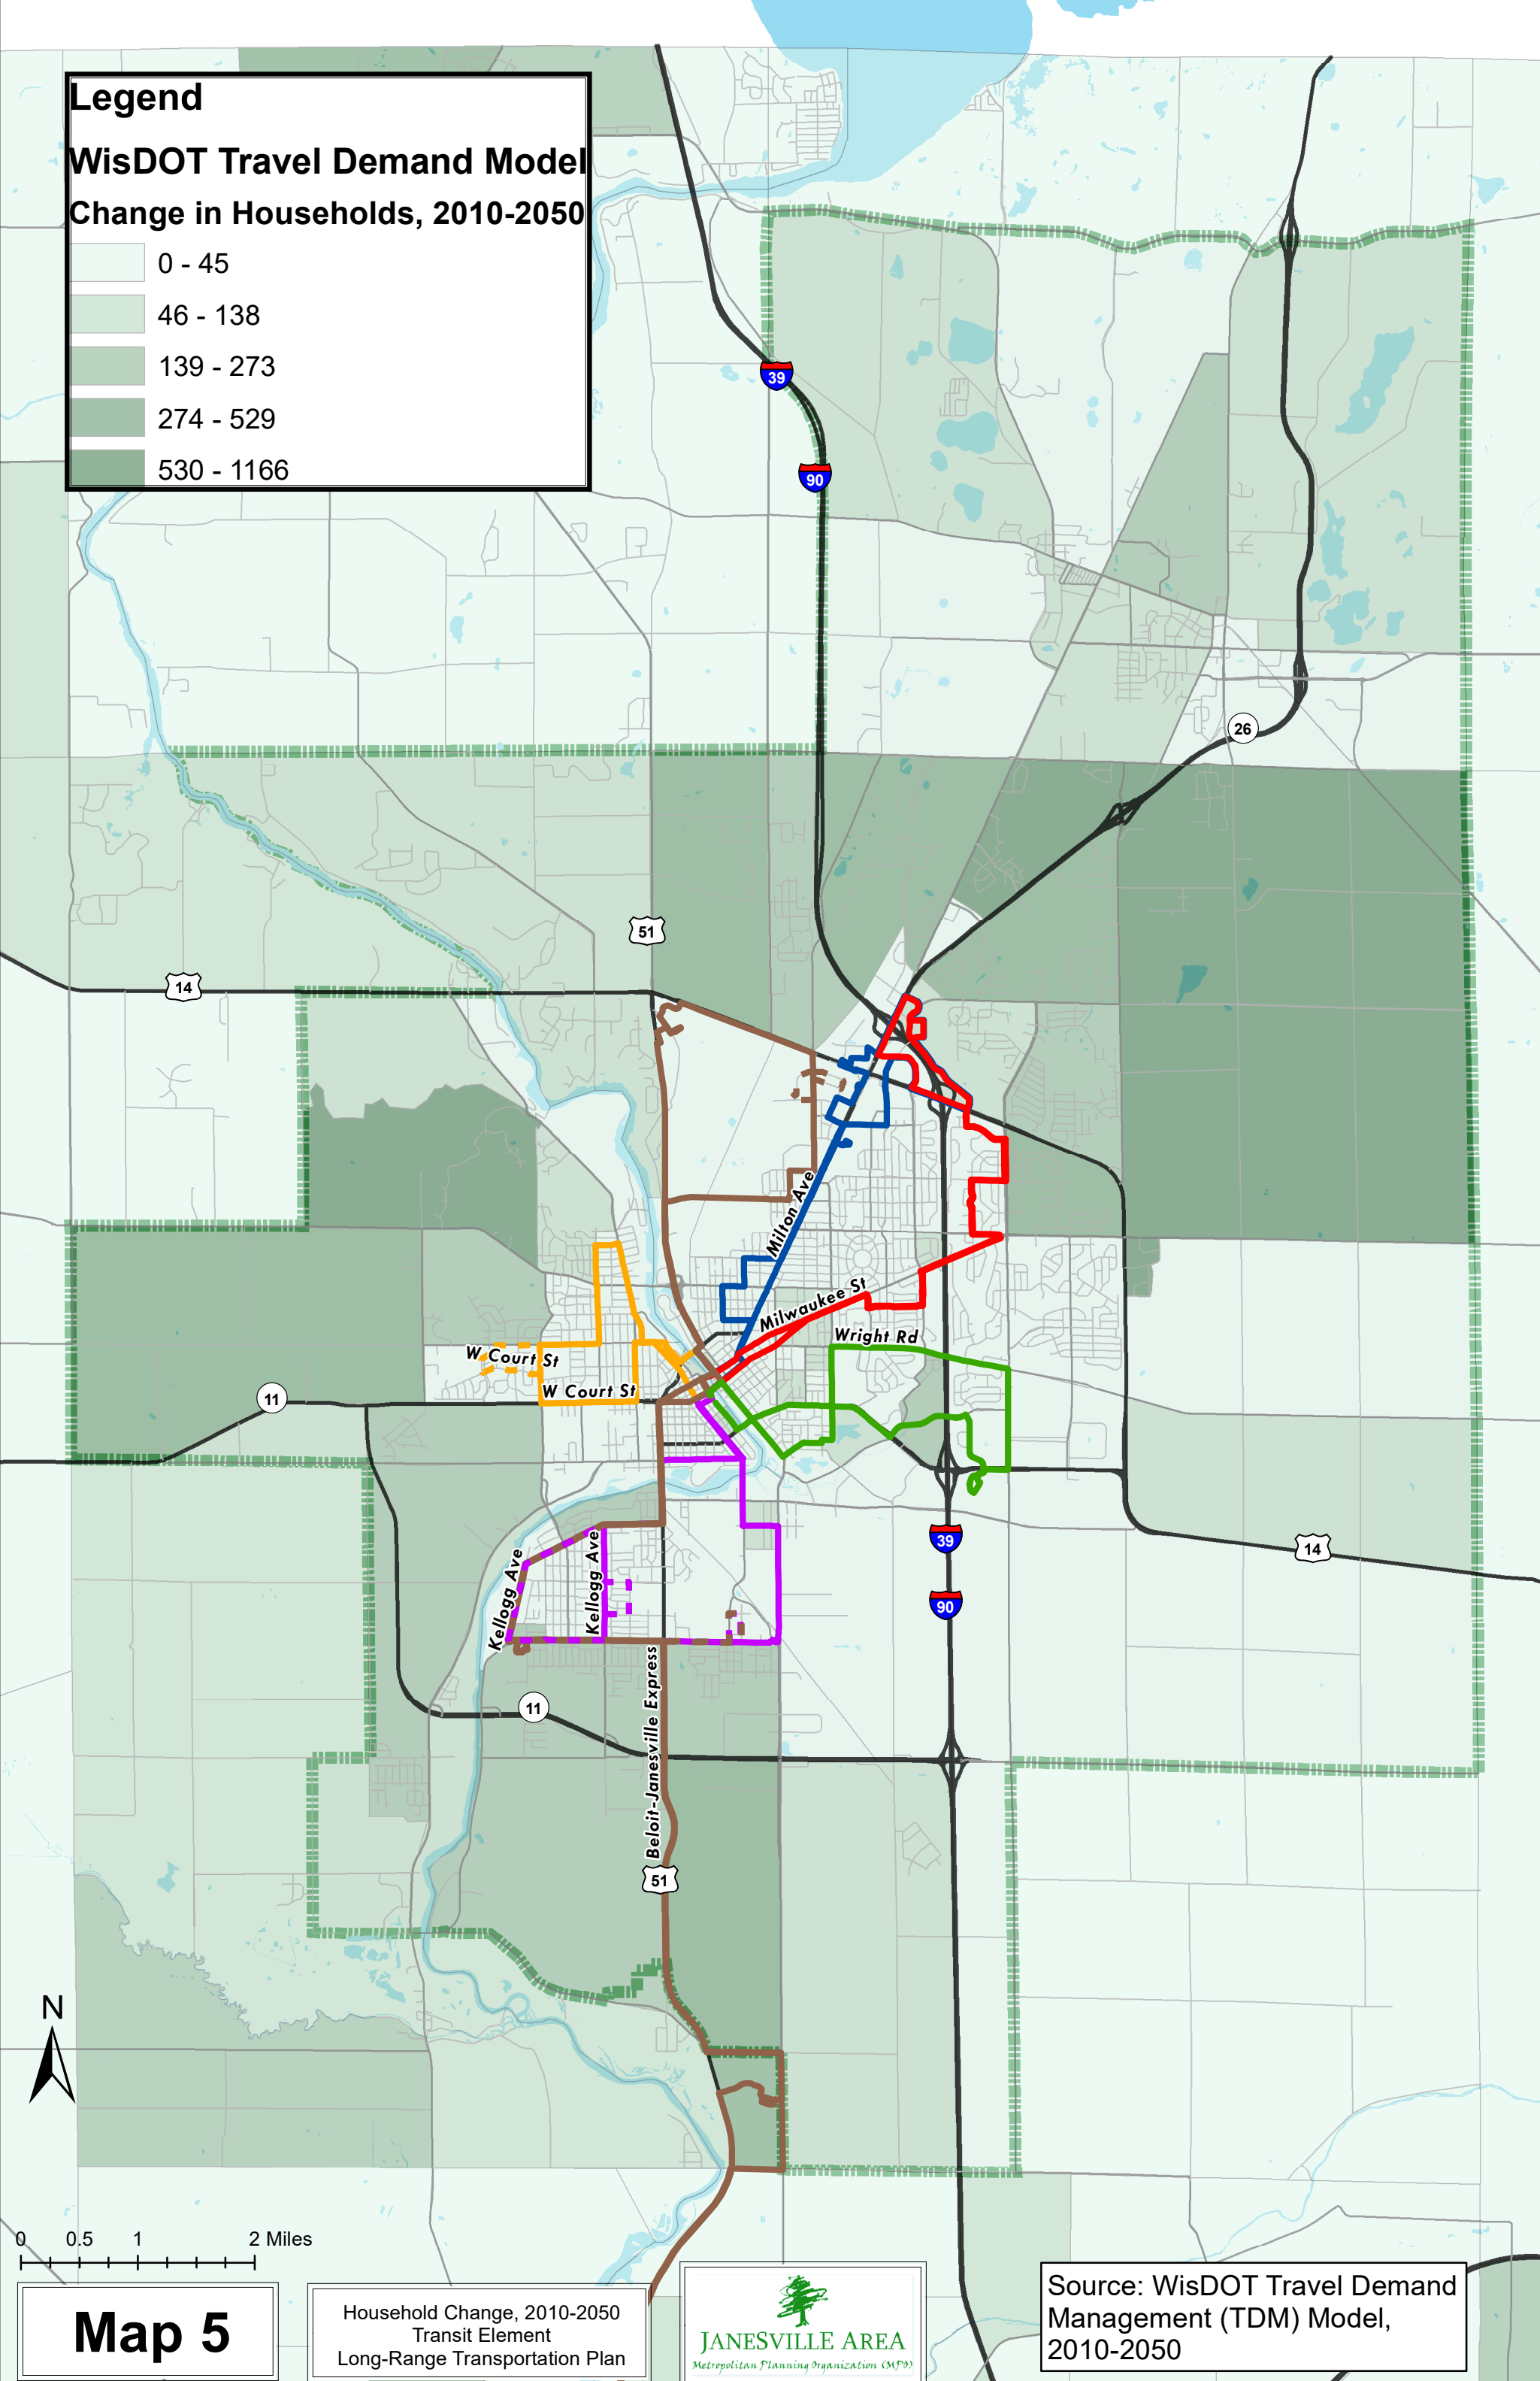 Legend
WisDOT Travel Demand Model
Change in Households, 2010-2050
0 - 45
46 - 138
139 - 273
274 - 529
530 - 1166
39
90
26
51
14
Milton Ave
Milwaukee St
Wright Rd
W Court St
W Court St
11
39
14
90
Kellogg Ave
Kellogg Ave
Beloit-Janesville Express
11
51
N
0 0.5 1 2 Miles
Map 5
Household Change, 2010-2050
Transit Element
Long-Range Transportation Plan
JANESVILLE AREA
Metropolitan Planning Organization (MPO)
Source: WisDOT Travel Demand
Management (TDM) Model,
2010-2050